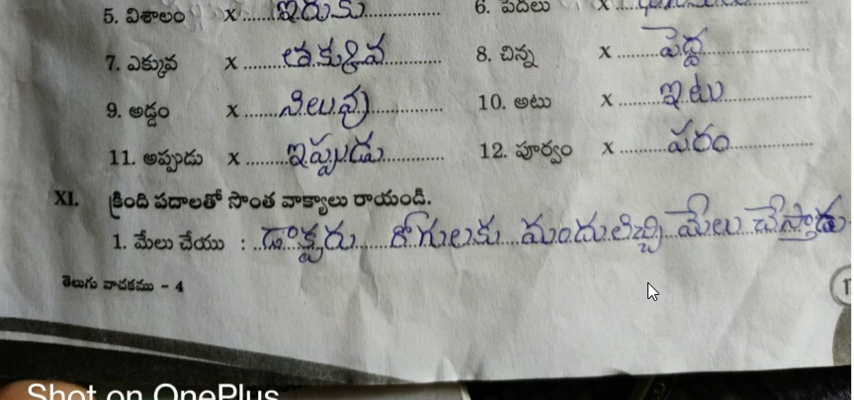 5. విశాలం x ఇరుకు 6. పేదలు x
7. ఎక్కువ x తక్కువ 8. చిన్న x పెద్ద
9. అడ్డం x నిలువు 10. అటు x ఇటు
11. అప్పుడు x ఇప్పుడు 12. పూర్వం x పరం
XI. క్రింది పదాలతో సొంత వాక్యాలు రాయండి.
1. మేలు చేయు : డాక్టరు రోగులకు మందులిచ్చి మేలు చేస్తాడు
తెలుగు వాచకము - 4
Shot on OnePlus